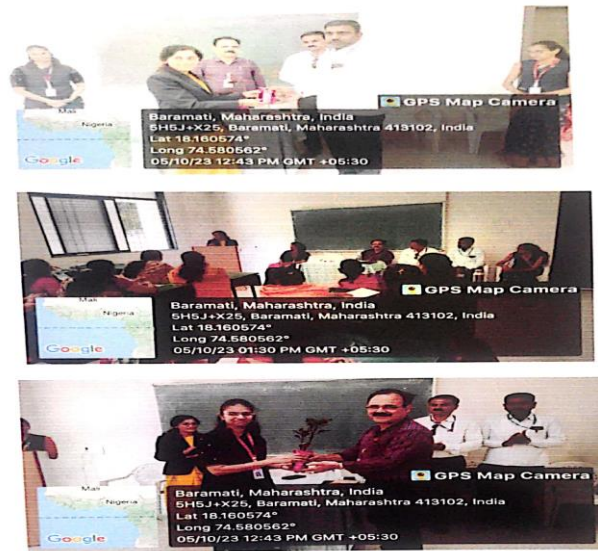 GPS Map Camera
Baramati, Maharashtra, India
5H5J+X25, Baramati, Maharashtra 413102, India
Lat 18.160574°
Long 74.580562°
05/10/23 12:43 PM GMT +05:30
Mali
Nigeria
Google
GPS Map Camera
Baramati, Maharashtra, India
5H5J+X25, Baramati, Maharashtra 413102, India
Lat 18.160574°
Long 74.580562°
05/10/23 01:30 PM GMT +05:30
Mali
Nigeria
Google
GPS Map Camera
Baramati, Maharashtra, India
5H5J+X25, Baramati, Maharashtra 413102, India
Lat 18.160574°
Long 74.580562°
05/10/23 12:43 PM GMT +05:30
Mali
Nigeria
Google